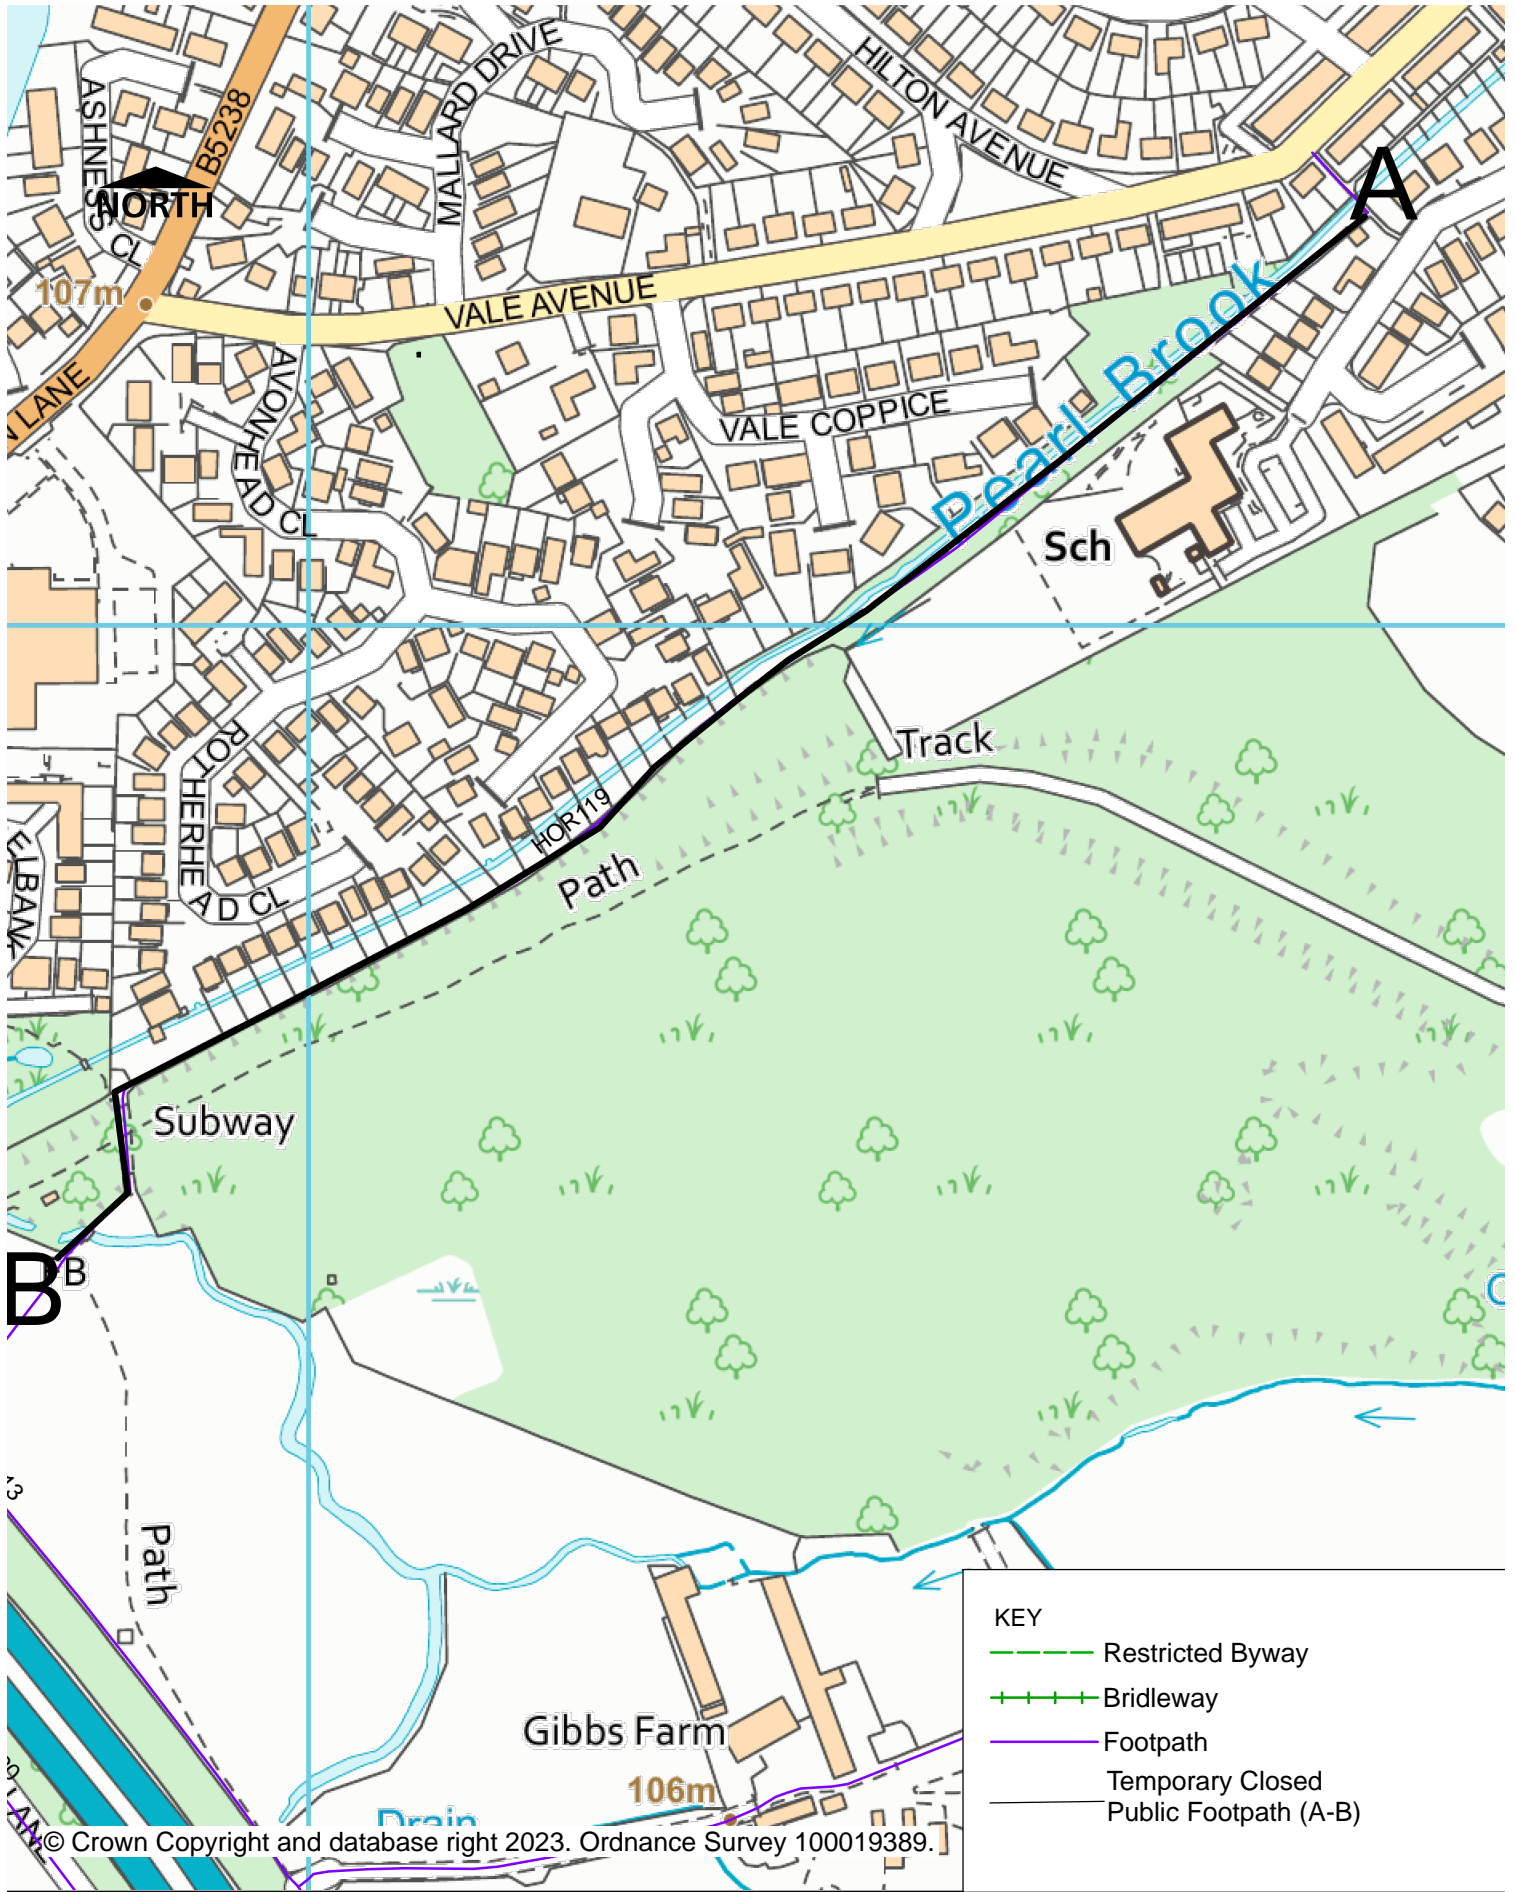 MALLARD DRIVE
HILTON AVENUE
ASHNESS CL
B5238
NORTH
A
107m
VALE AVENUE
Pearl Brook
N LANE
AVONHEAD CL
VALE COPPICE
Sch
ROTHERHEAD CL
Track
HOR119
Path
ELBANK
Subway
B
B
Path
KEY
Restricted Byway
Bridleway
Footpath
Temporary Closed
Public Footpath (A-B)
Gibbs Farm
106m
Drain
© Crown Copyright and database right 2023. Ordnance Survey 100019389.